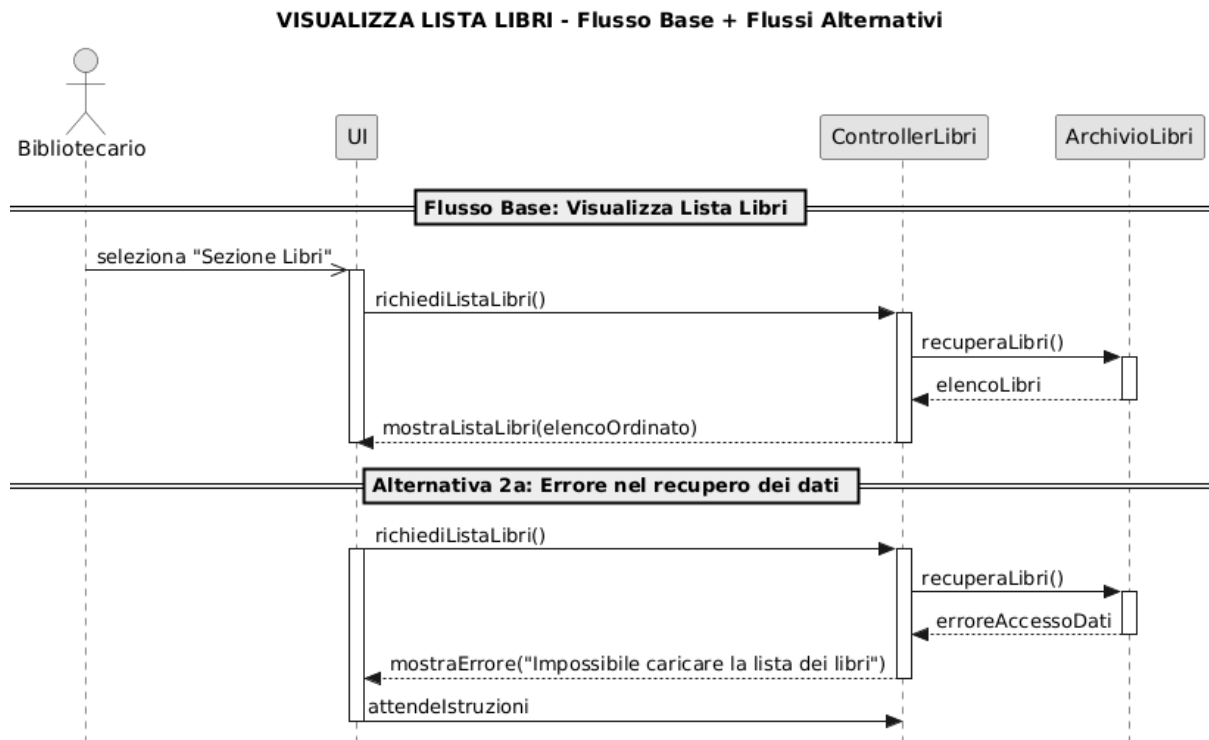 VISUALIZZA LISTA LIBRI - Flusso Base + Flussi Alternativi
Bibliotecario
UI
ControllerLibri
ArchivioLibri
Flusso Base: Visualizza Lista Libri
seleziona "Sezione Libri"
richiediListaLibri()
recuperaLibri()
elencoLibri
mostraListaLibri(elencoOrdinato)
Alternativa 2a: Errore nel recupero dei dati
richiediListaLibri()
recuperaLibri()
erroreAccessoDati
mostraErrore("Impossibile caricare la lista dei libri")
attendeIstruzioni